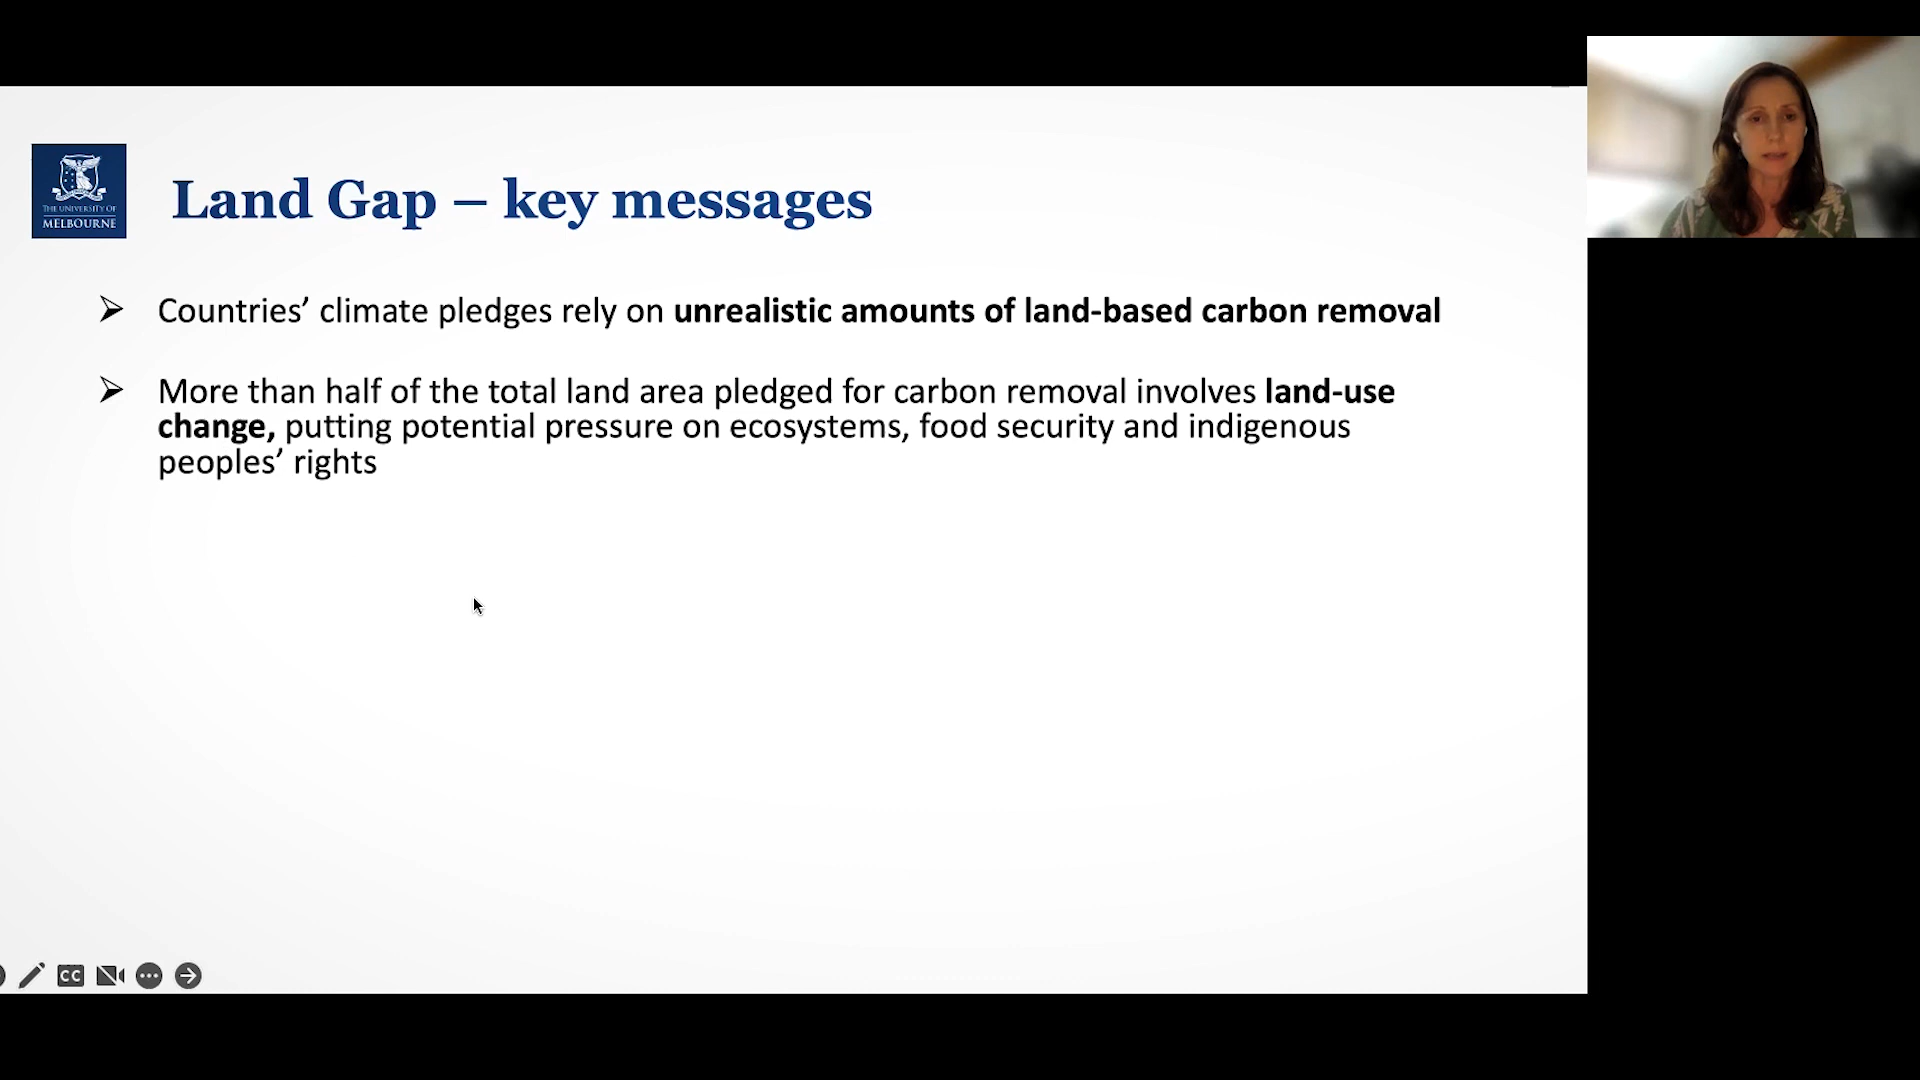 THE UNIVERSITY OF
MELBOURNE
Land Gap – key messages
➢ Countries’ climate pledges rely on unrealistic amounts of land-based carbon removal
➢ More than half of the total land area pledged for carbon removal involves land-use
change, putting potential pressure on ecosystems, food security and indigenous
peoples’ rights
CC